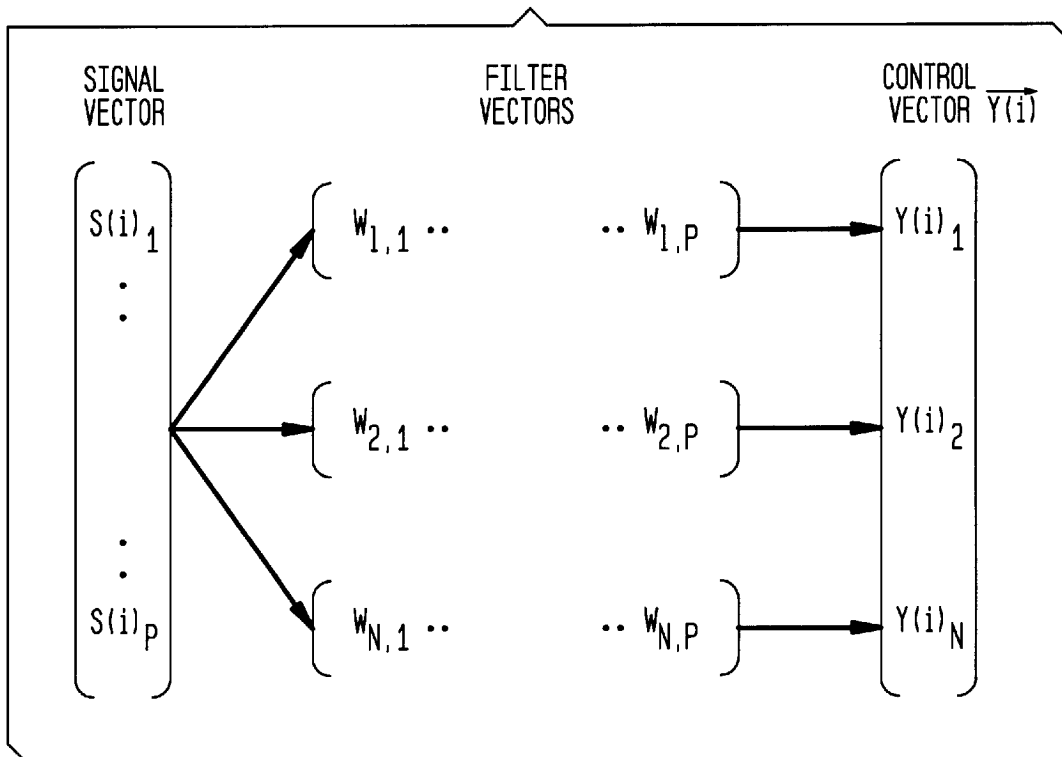 SIGNAL
VECTOR
FILTER
VECTORS
CONTROL
VECTOR Y(i)
S(i)1
W1,1 ·· ·· W1,P
Y(i)1
W2,1 ·· ·· W2,P
Y(i)2
S(i)P
WN,1 ·· ·· WN,P
Y(i)N